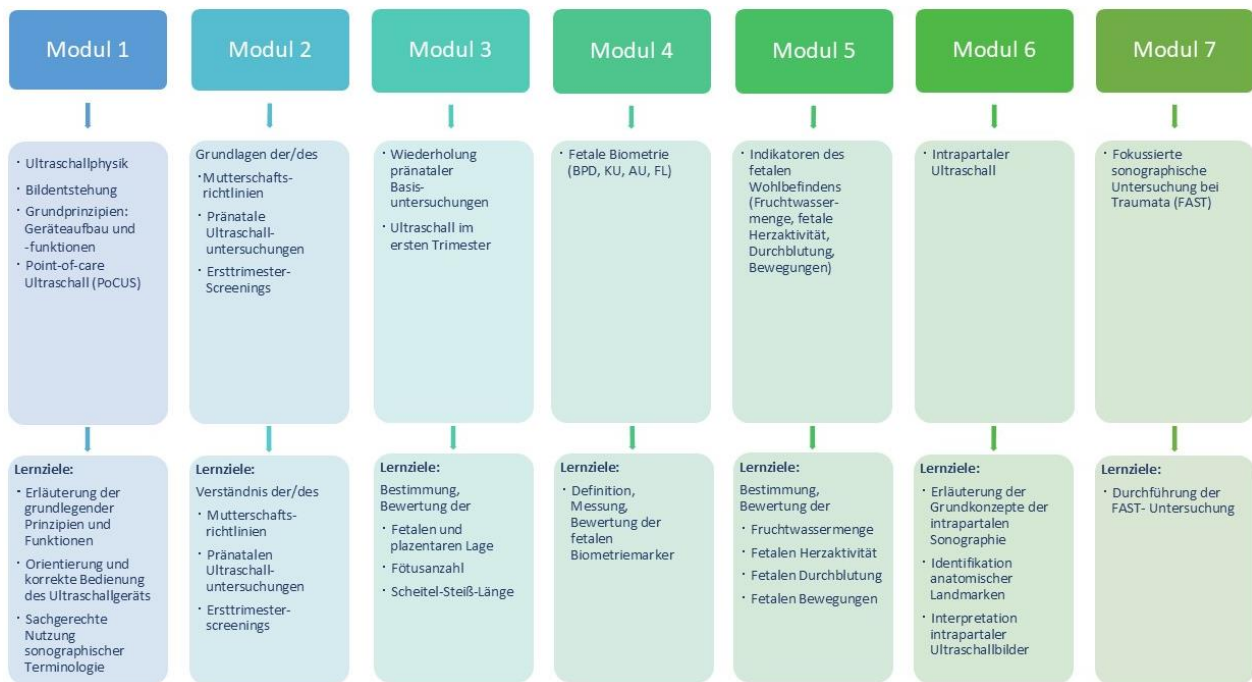 Modul 1
Modul 2
Modul 3
Modul 4
Modul 5
Modul 6
Modul 7
· Ultraschallphysik
· Bildentstehung
· Grundprinzipien:
Geräteaufbau und
-funktionen
· Point-of-care
Ultraschall (PoCUS)
Grundlagen der/des
· Mutterschafts-
richtlinien
· Pränatale
Ultraschall-
untersuchungen
· Ersttrimester-
Screenings
· Wiederholung
pränataler
Basis-
untersuchungen
· Ultraschall im
ersten Trimester
· Fetale Biometrie
(BPD, KU, AU, FL)
· Indikatoren des
fetalen
Wohlbefindens
(Fruchtwasser-
menge, fetale
Herzaktivität,
Durchblutung,
Bewegungen)
· Intrapartaler
Ultraschall
· Fokussierte
sonographische
Untersuchung bei
Traumata (FAST)
Lernziele:
· Erläuterung der
grundlegender
Prinzipien und
Funktionen
· Orientierung und
korrekte Bedienung
des Ultraschallgeräts
· Sachgerechte
Nutzung
sonographischer
Terminologie
Lernziele:
Verständnis der/des
· Mutterschafts-
richtlinien
· Pränatalen
Ultraschall-
untersuchungen
· Ersttrimester-
screenings
Lernziele:
Bestimmung,
Bewertung der
· Fetalen und
plazentaren Lage
· Fötusanzahl
· Scheitel-Steiß-Länge
Lernziele:
· Definition,
Messung,
Bewertung der
fetalen
Biometriemarker
Lernziele:
Bestimmung,
Bewertung der
· Fruchtwassermenge
· Fetalen Herzaktivität
· Fetalen Durchblutung
· Fetalen Bewegungen
Lernziele:
· Erläuterung der
Grundkonzepte der
intrapartalen
Sonographie
· Identifikation
anatomischer
Landmarken
· Interpretation
intrapartaler
Ultraschallbilder
Lernziele:
· Durchführung der
FAST- Untersuchung